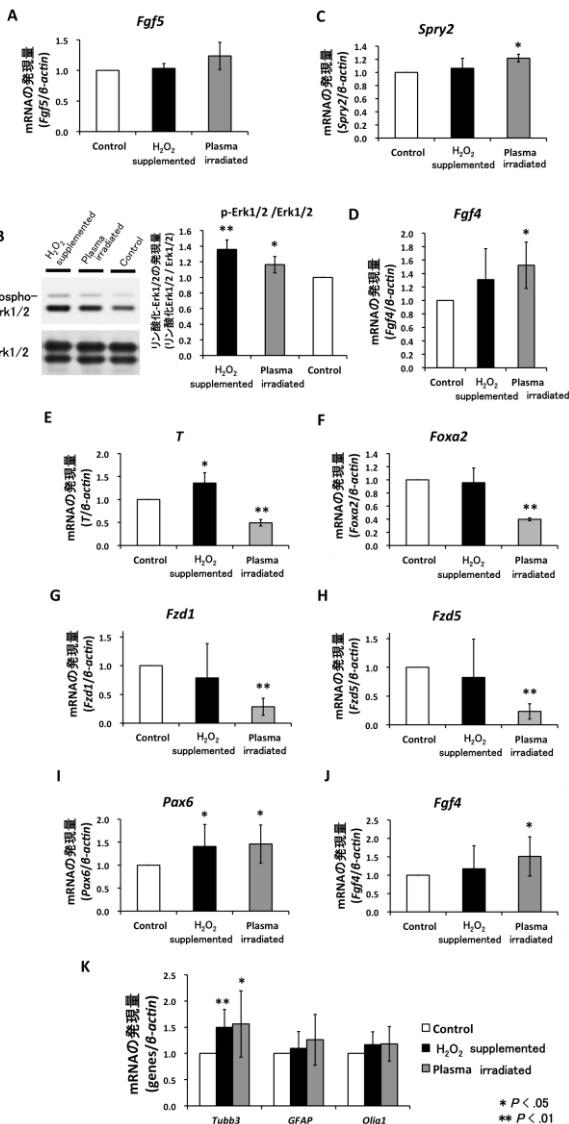 A
Fgf5
mRNAの発現量
(Fgf5/β-actin)
1.5
1.0
0.5
0.0
Control
H2O2
supplemented
Plasma
irradiated
C
Spry2
mRNAの発現量
(Spry2/β-actin)
1.4
1.2
1.0
0.8
0.6
0.4
0.2
0.0
*
Control
H2O2
supplemented
Plasma
irradiated
B
H2O2
supplemented
Plasma
irradiated
Control
phospho-
Erk1/2
Erk1/2
p-Erk1/2 /Erk1/2
リン酸化-Erk1/2の発現量
(リン酸化Erk1/2 / Erk1/2)
1.6
1.4
1.2
1.0
0.8
0.6
0.4
0.2
0.0
**
*
H2O2
supplemented
Plasma
irradiated
Control
D
Fgf4
mRNAの発現量
(Fgf4/β-actin)
2.0
1.8
1.6
1.4
1.2
1.0
0.8
0.6
0.4
0.2
0.0
*
Control
H2O2
supplemented
Plasma
irradiated
E
T
mRNAの発現量
(T/β-actin)
2.0
1.5
1.0
0.5
0.0
*
**
Control
H2O2
supplemented
Plasma
irradiated
F
Foxa2
mRNAの発現量
(Foxa2/β-actin)
1.4
1.2
1.0
0.8
0.6
0.4
0.2
0.0
**
Control
H2O2
supplemented
Plasma
irradiated
G
Fzd1
mRNAの発現量
(Fzd1/β-actin)
1.5
1.0
0.5
0.0
**
Control
H2O2
supplemented
Plasma
irradiated
H
Fzd5
mRNAの発現量
(Fzd5/β-actin)
1.5
1.0
0.5
0.0
**
Control
H2O2
supplemented
Plasma
irradiated
I
Pax6
mRNAの発現量
(Pax6/β-actin)
2.0
1.5
1.0
0.5
0.0
*
*
Control
H2O2
supplemented
Plasma
irradiated
J
Fgf4
mRNAの発現量
(Fgf4/β-actin)
2.5
2.0
1.5
1.0
0.5
0.0
*
Control
H2O2
supplemented
Plasma
irradiated
K
mRNAの発現量
(genes/β-actin)
2.5
2.0
1.5
1.0
0.5
0.0
**
*
Tubb3
GFAP
Olig1
Control
H2O2 supplemented
Plasma irradiated
* P < .05
** P < .01